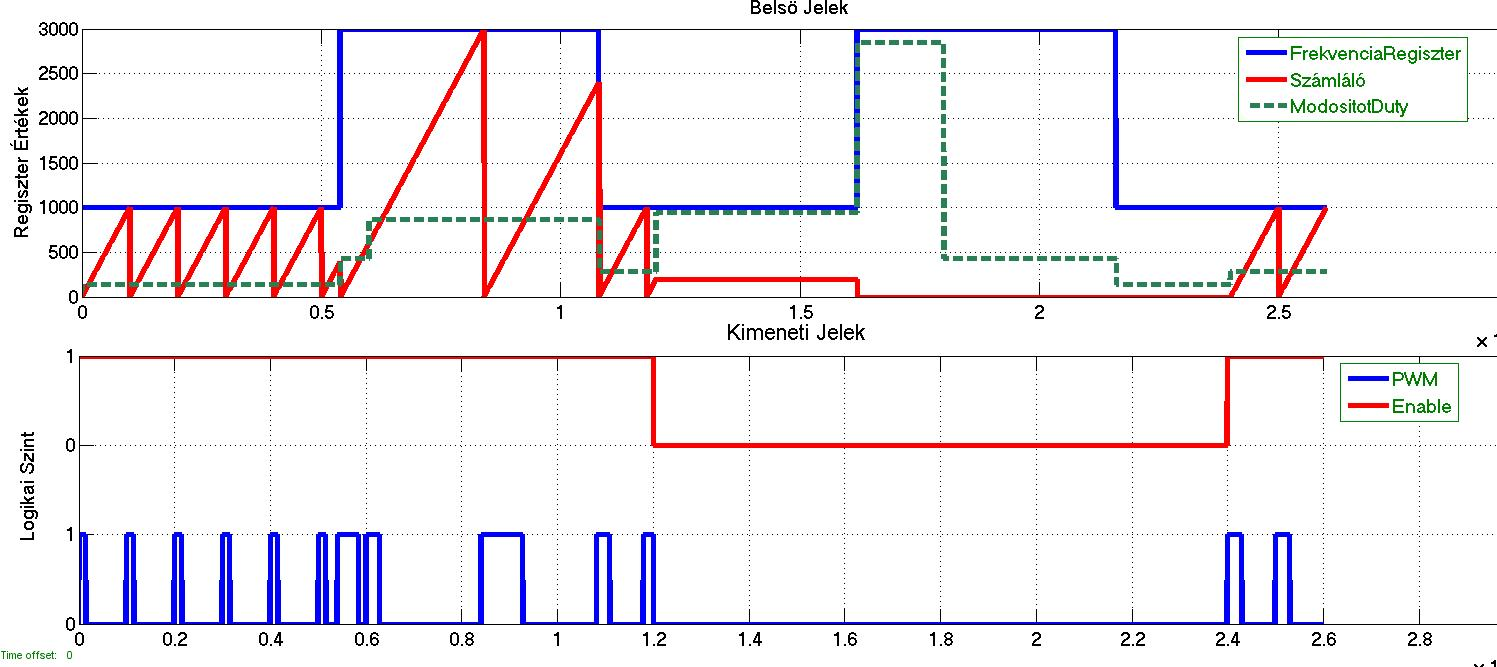 Belsö Jelek
Regiszter Értékek
3000
2500
2000
1500
1000
500
0
0 0.5 1 1.5 2 2.5
FrekvenciaRegiszter
Számláló
ModositotDuty
× 1
Kimeneti Jelek
Logikai Szint
1
0
1
0
PWM
Enable
0 0.2 0.4 0.6 0.8 1 1.2 1.4 1.6 1.8 2 2.2 2.4 2.6 2.8
Time offset: 0
× 1